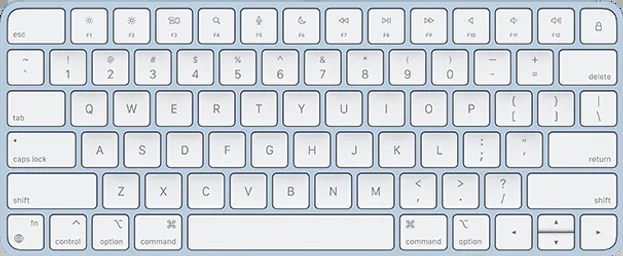 esc F1 F2 F3 F4 F5 F6 F7 F8 F9 F10 F11 F12
~ ! @ # $ % ^ & * ( ) — +
` 1 2 3 4 5 6 7 8 9 0 - = delete
tab Q W E R T Y U I O P { [ } ] | \
caps lock A S D F G H J K L : ; " ' return
shift Z X C V B N M < , > . ? / shift
fn control option command command option